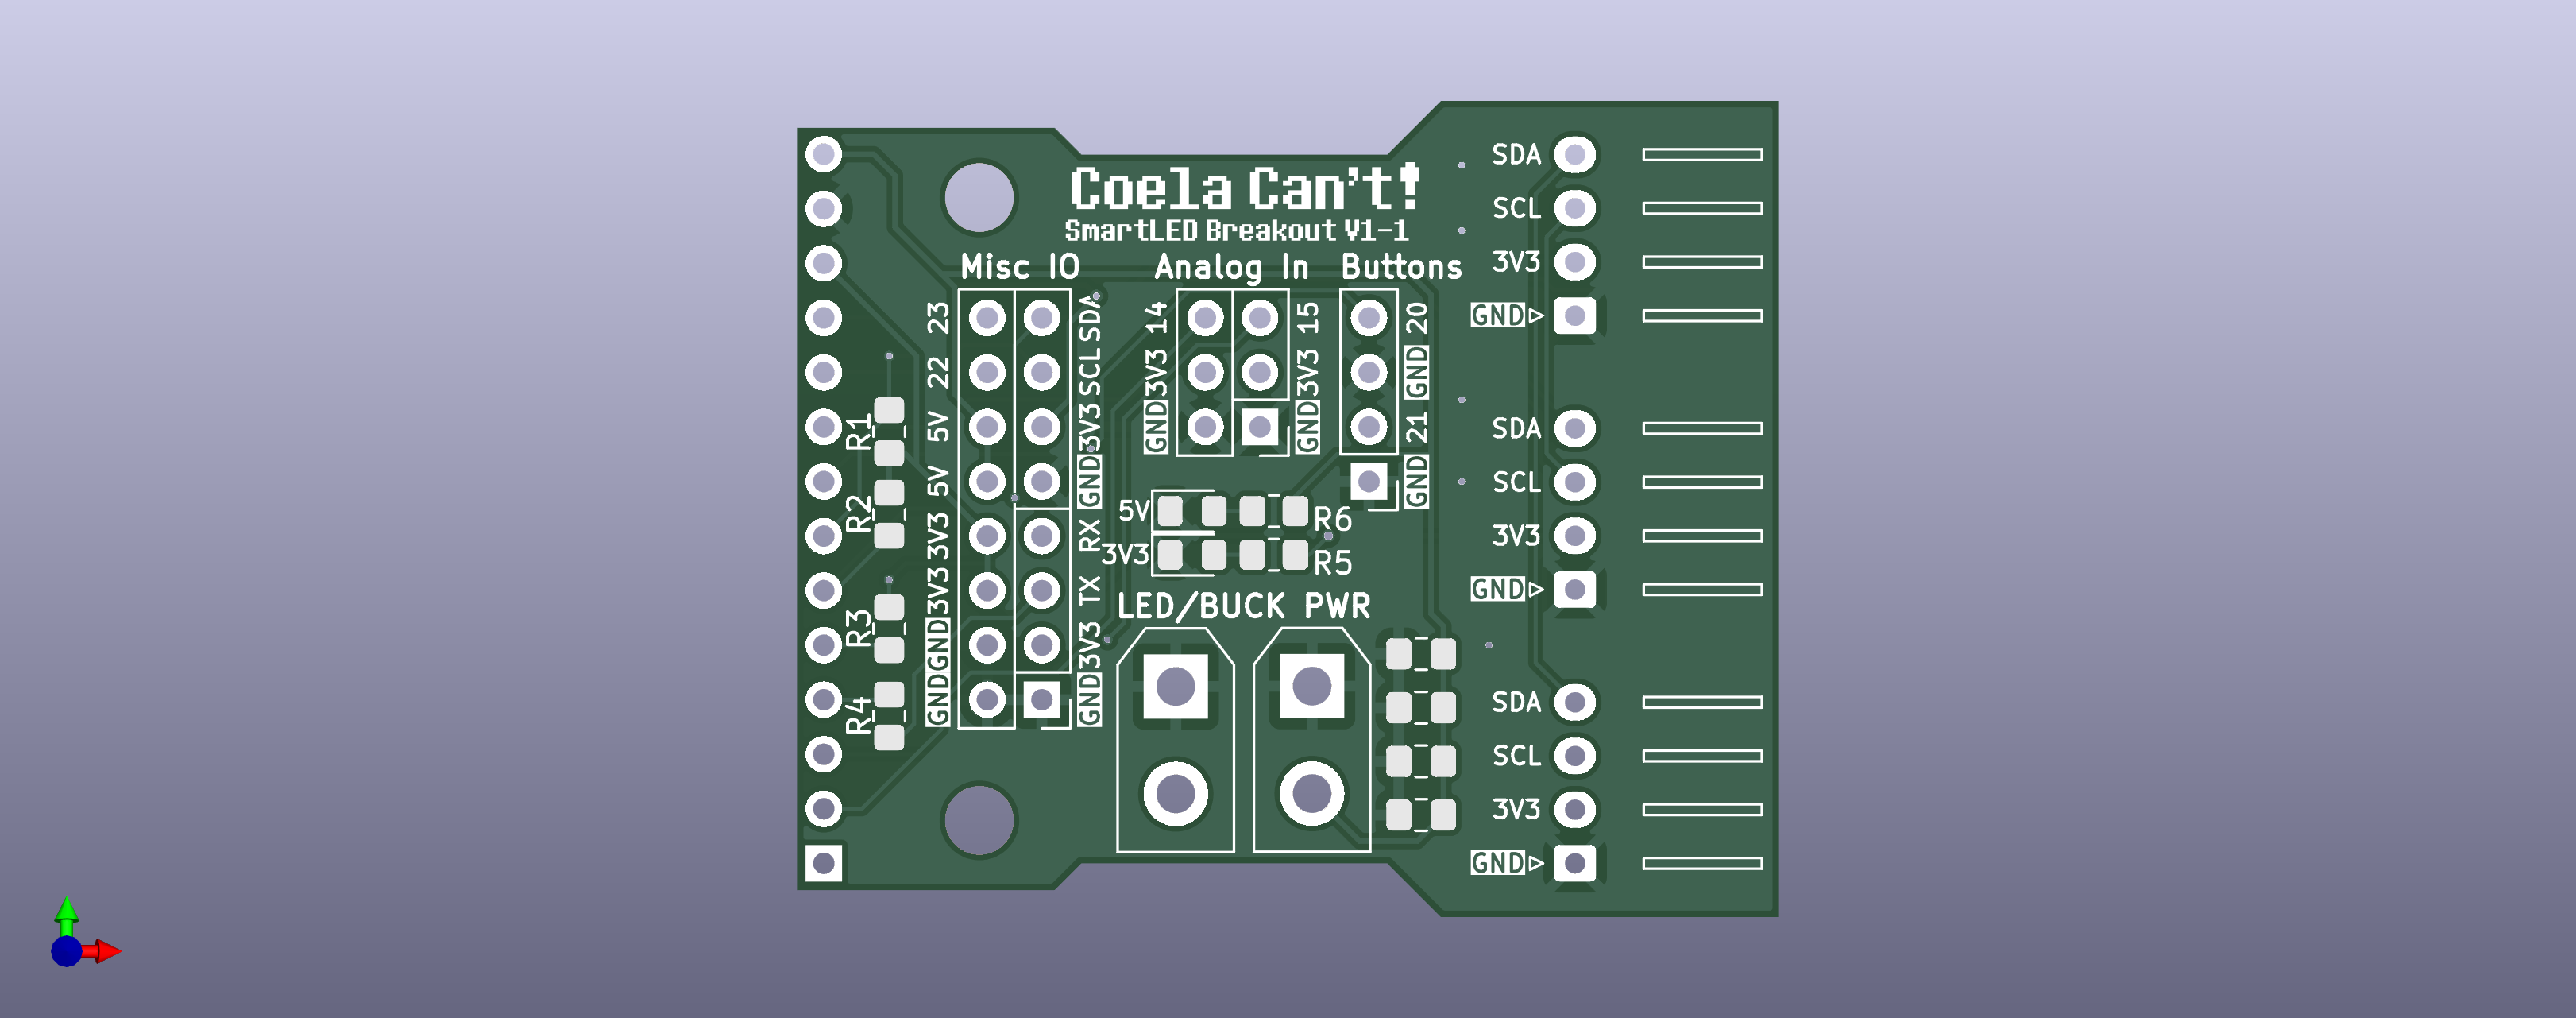 Coela Can't!
SmartLED Breakout V1-1
Misc IO
Analog In
Buttons
23
22
5V
5V
3V3
3V3
GND
GND
SDA
SCL
3V3
GND
RX
TX
3V3
GND
14
3V3
GND
15
3V3
GND
20
GND
21
GND
R1
R2
R3
R4
5V
R6
3V3
R5
LED/BUCK PWR
SDA
SCL
3V3
GND
SDA
SCL
3V3
GND
SDA
SCL
3V3
GND